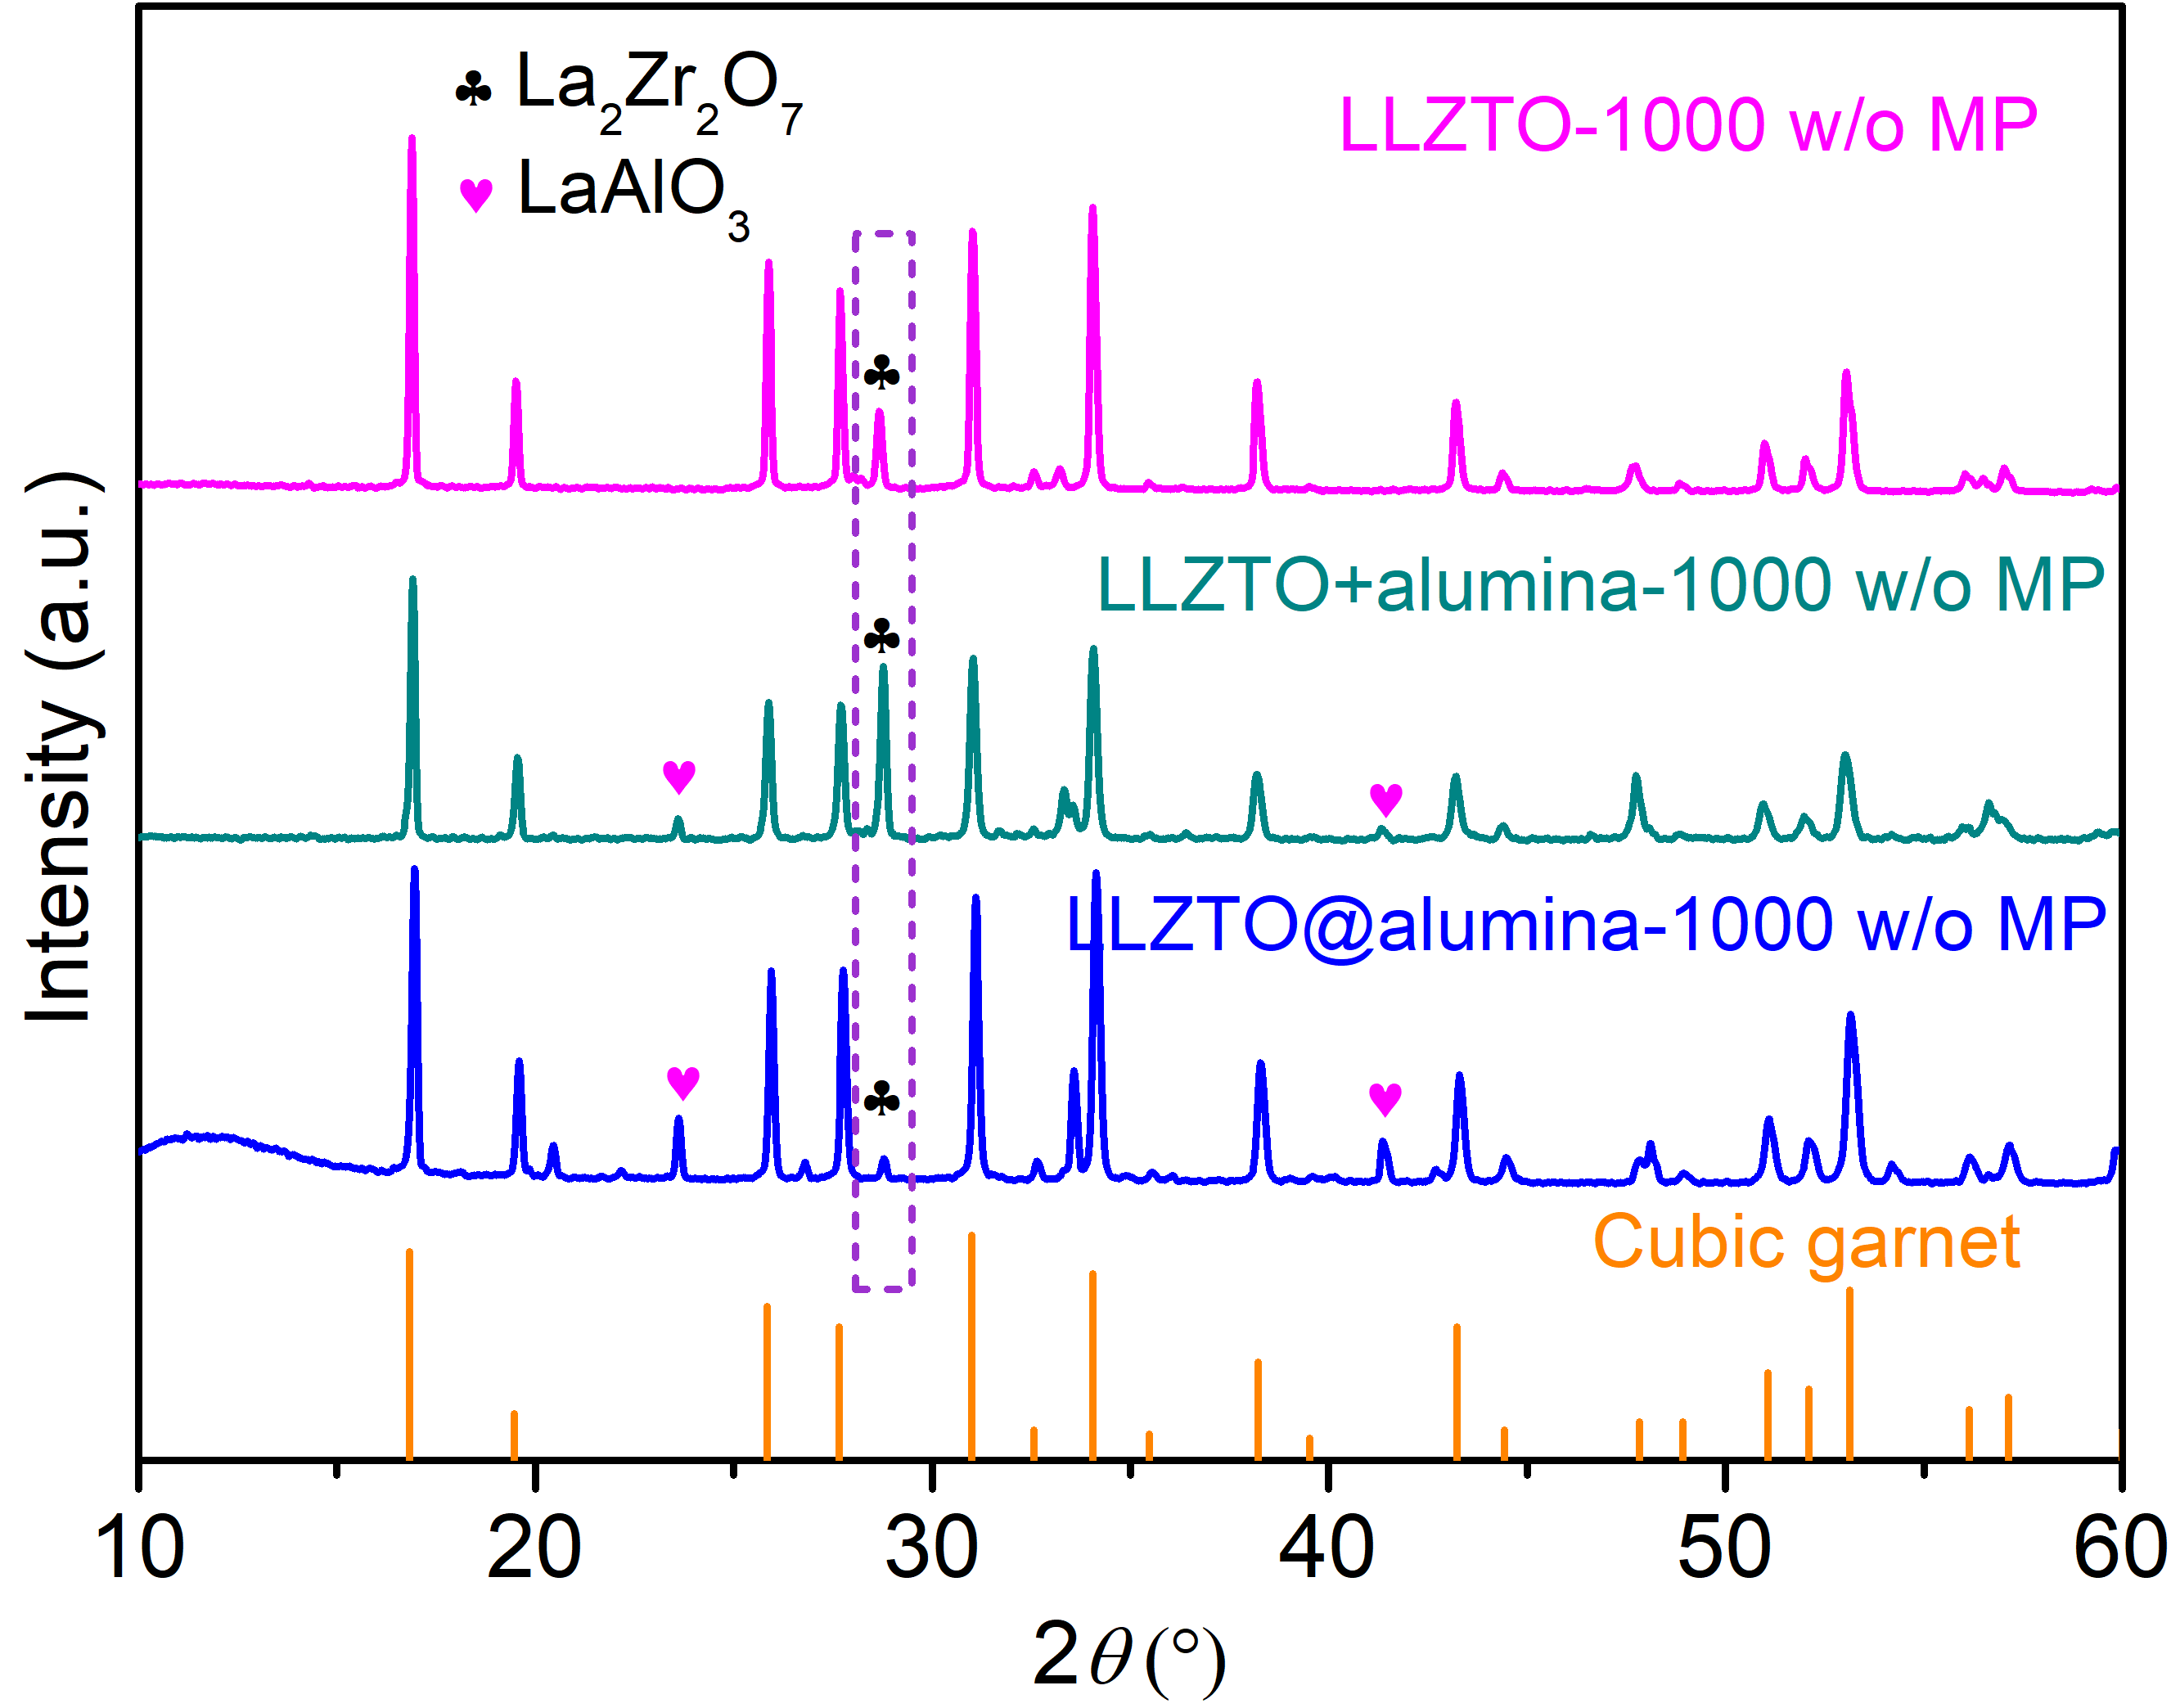 ♣ La₂Zr₂O₇
♥ LaAlO₃
LLZTO-1000 w/o MP
♣
LLZTO+alumina-1000 w/o MP
♣
♥ ♥
LLZTO@alumina-1000 w/o MP
♥ ♣ ♥
Cubic garnet
Intensity (a.u.)
10 20 30 40 50 60
2θ (°)